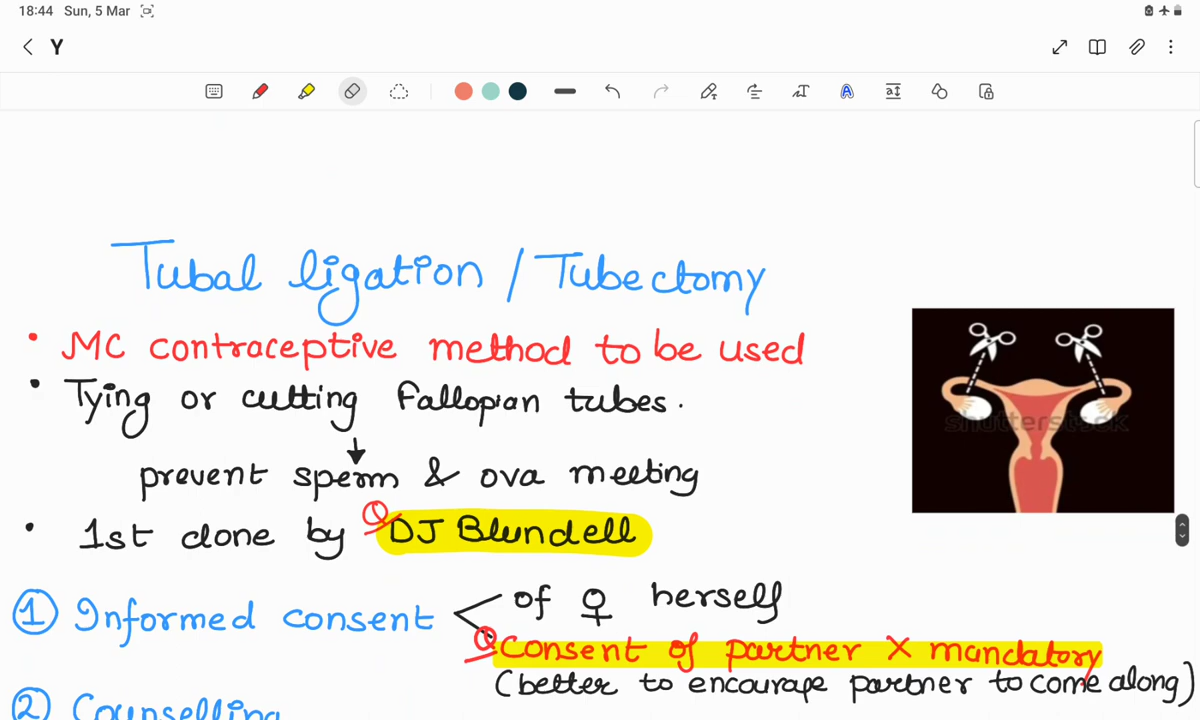 18:44 Sun, 5 Mar
Y
Tubal ligation / Tubectomy
• MC contraceptive method to be used
• Tying or cutting Fallopian tubes.
↓
prevent sperm & ova meeting
• 1st done by Q DJ Blundell
① Informed consent < of ♀ herself
Q Consent of partner X mandatory
(better to encourage partner to come along)
② Counselling
shutterstock